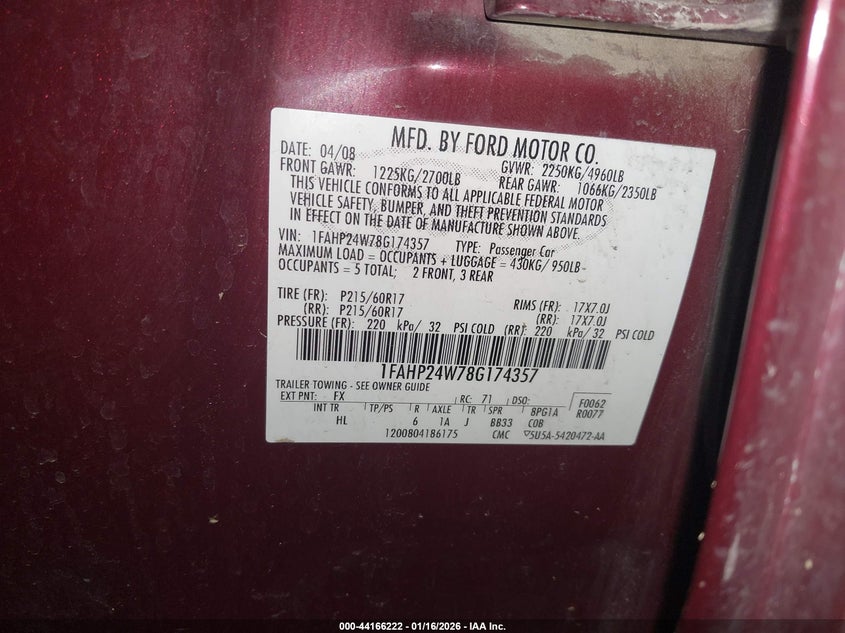 MFD. BY FORD MOTOR CO.
DATE: 04/08 GVWR: 2250KG/4960LB
FRONT GAWR: 1225KG/2700LB REAR GAWR: 1066KG/2350LB
THIS VEHICLE CONFORMS TO ALL APPLICABLE FEDERAL MOTOR
VEHICLE SAFETY, BUMPER, AND THEFT PREVENTION STANDARDS
IN EFFECT ON THE DATE OF MANUFACTURE SHOWN ABOVE.
VIN: 1FAHP24W78G174357 TYPE: Passenger Car
MAXIMUM LOAD = OCCUPANTS + LUGGAGE = 430KG/950LB
OCCUPANTS = 5 TOTAL; 2 FRONT, 3 REAR
TIRE (FR): P215/60R17 RIMS (FR): 17X7.0J
(RR): P215/60R17 (RR): 17X7.0J
PRESSURE (FR): 220 kPa/ 32 PSI COLD (RR): 220 kPa/ 32 PSI COLD
1FAHP24W78G174357
TRAILER TOWING - SEE OWNER GUIDE
EXT PNT: FX RC: 71 DSO: F0062
INT TR TP/PS R AXLE TR SPR BPG1A R0077
HL 6 1A J BB33 COB
1200804186175 CMC ▽5U5A-5420472-AA
000-44166222 - 01/16/2026 - IAA Inc.